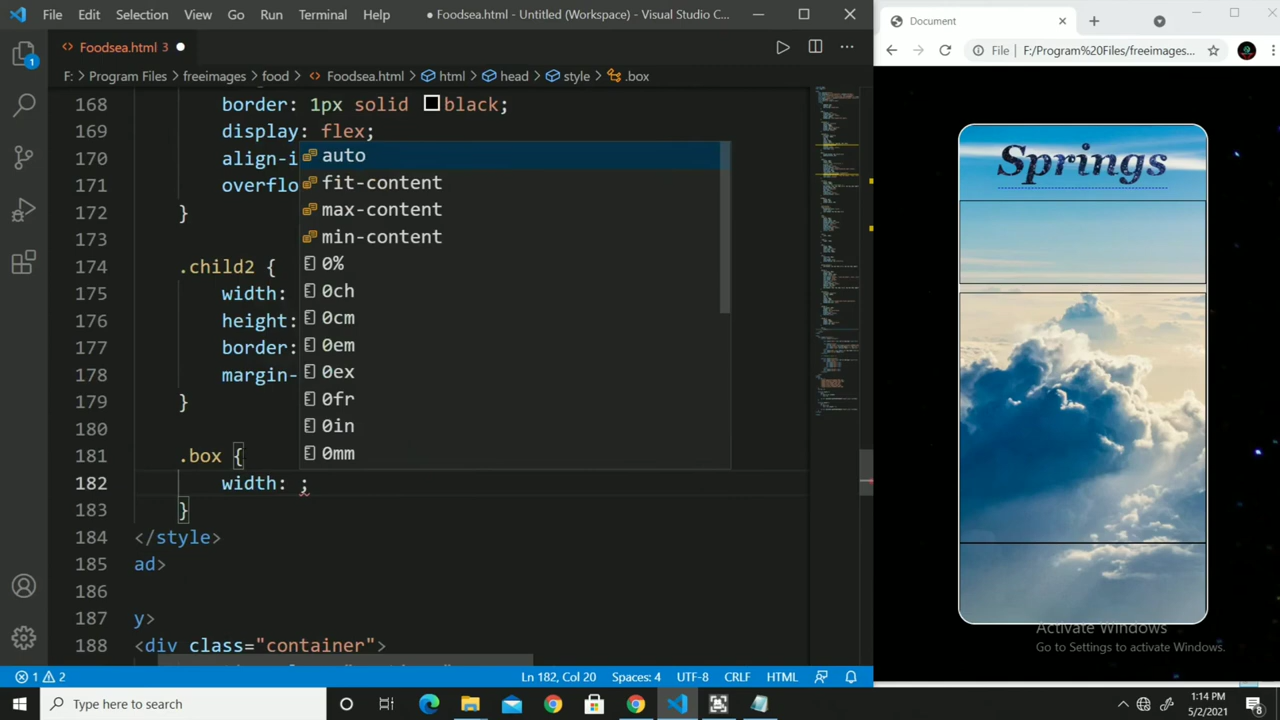 File Edit Selection View Go Run Terminal Help ● Foodsea.html - Untitled (Workspace) - Visual Studio C...
Foodsea.html 3 ●
F: > Program Files > freeimages > food > Foodsea.html > html > head > style > .box
168 border: 1px solid black;
169 display: flex;
170 align-i
171 overflo
172 }
173
174 .child2 {
175 width:
176 height:
177 border:
178 margin-
179 }
180
181 .box {
182 width: ;
183 }
184 </style>
185 ad>
186
187 y>
188 <div class="container">
auto
fit-content
max-content
min-content
0%
0ch
0cm
0em
0ex
0fr
0in
0mm
1
1 2
Ln 182, Col 20 Spaces: 4 UTF-8 CRLF HTML
Document
File F:/Program%20Files/freeimages...
Springs
Activate Windows
Go to Settings to activate Windows.
Type here to search
1:14 PM
5/2/2021
8